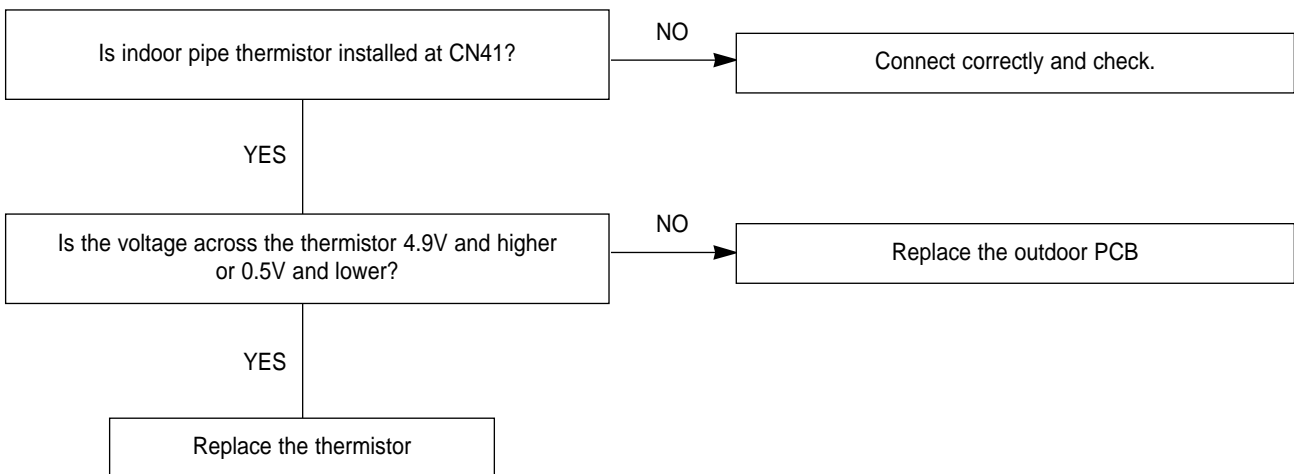 Is indoor pipe thermistor installed at CN41?
NO
Connect correctly and check.
YES
Is the voltage across the thermistor 4.9V and higher
or 0.5V and lower?
NO
Replace the outdoor PCB
YES
Replace the thermistor